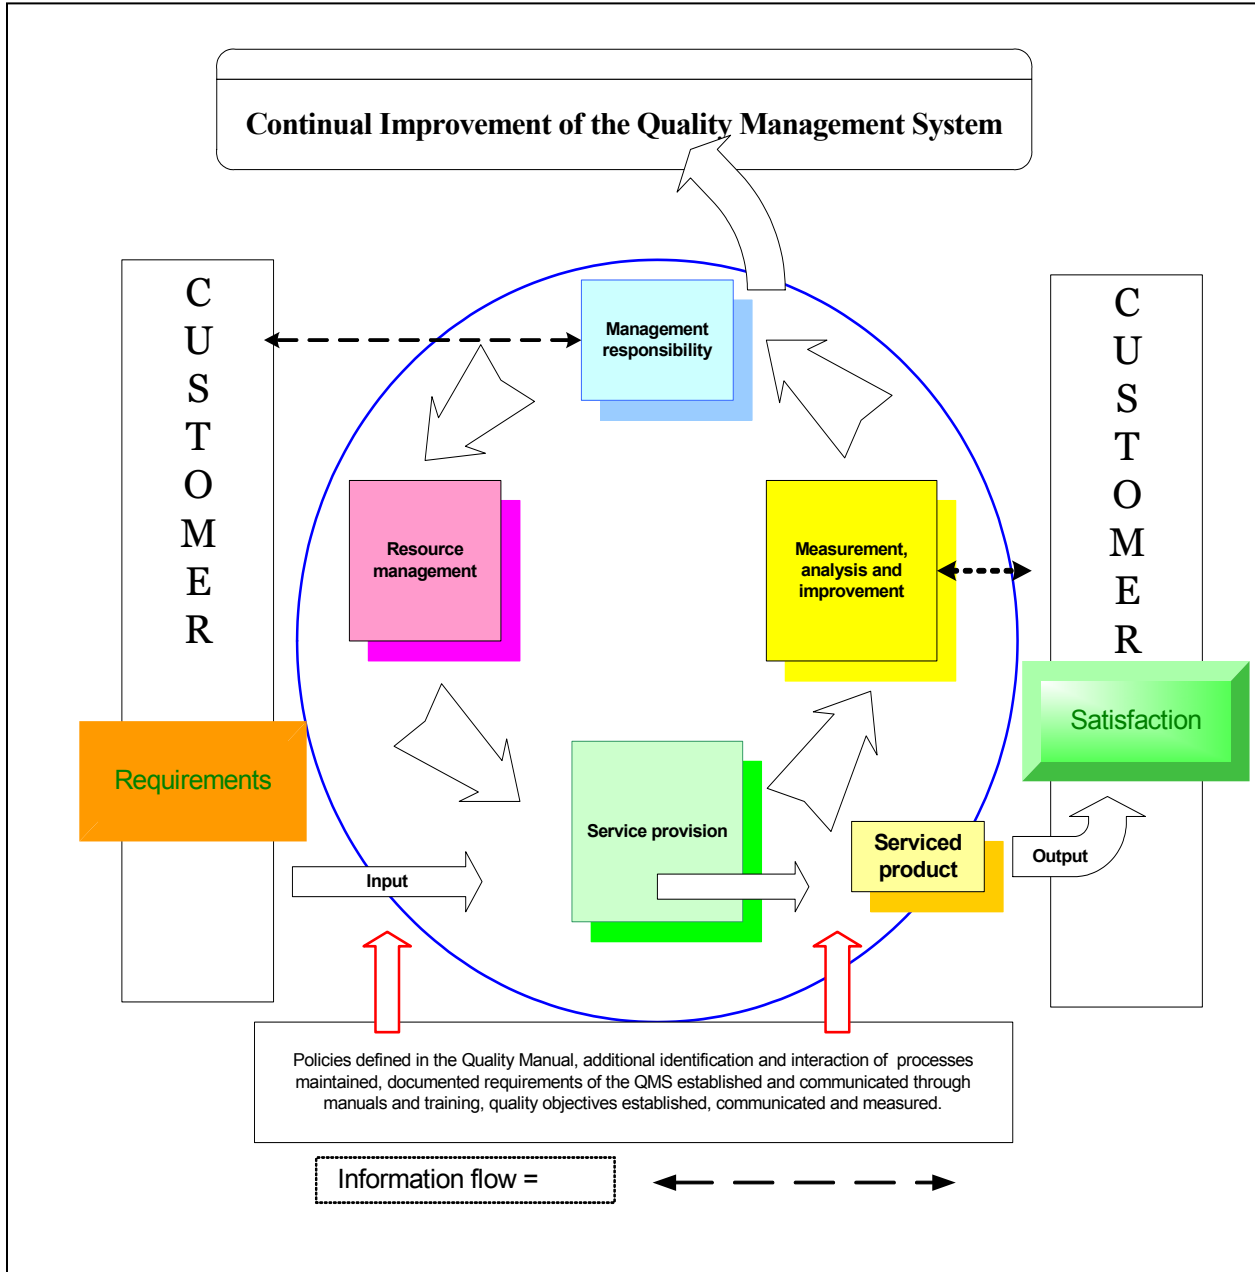 Continual Improvement of the Quality Management System
CUSTOMER
CUSTOMER
Management
responsibility
Resource
management
Measurement,
analysis and
improvement
Requirements
Satisfaction
Service provision
Serviced
product
Input
Output
Policies defined in the Quality Manual, additional identification and interaction of processes
maintained, documented requirements of the QMS established and communicated through
manuals and training, quality objectives established, communicated and measured.
Information flow =